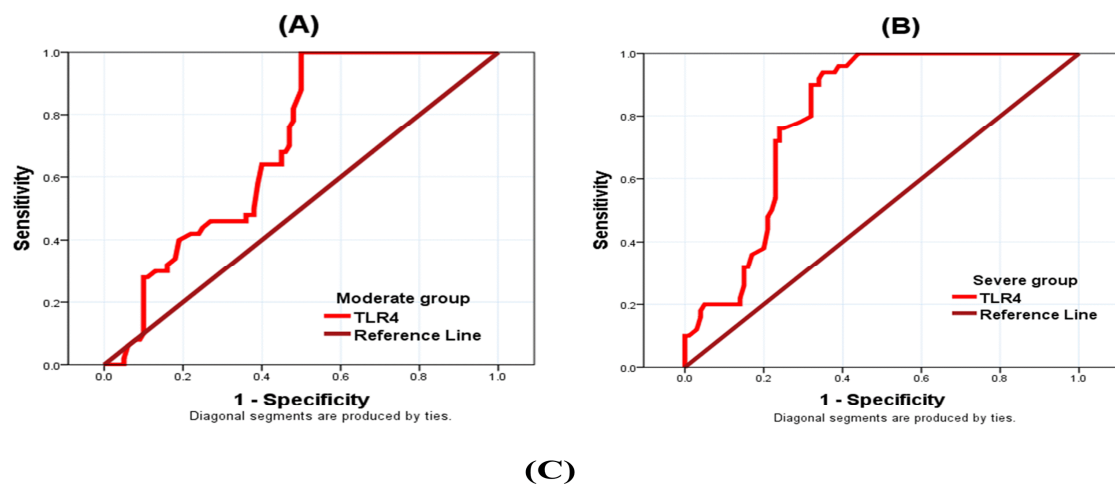 (A)
1.0
0.8
0.6
0.4
0.2
0.0
Sensitivity
Moderate group
TLR4
Reference Line
0.0 0.2 0.4 0.6 0.8 1.0
1 - Specificity
Diagonal segments are produced by ties.
(B)
1.0
0.8
0.6
0.4
0.2
0.0
Sensitivity
Severe group
TLR4
Reference Line
0.0 0.2 0.4 0.6 0.8 1.0
1 - Specificity
Diagonal segments are produced by ties.
(C)